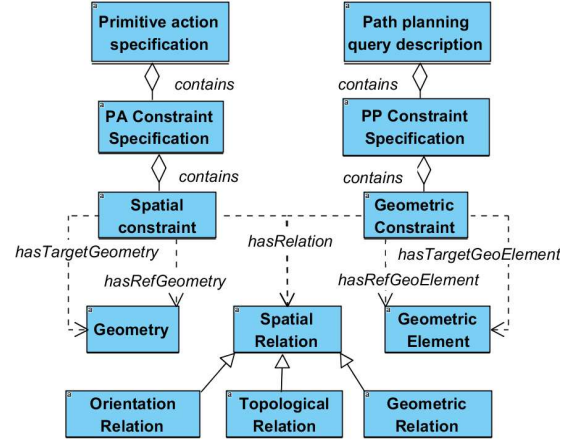 a
Primitive action
specification
a
Path planning
query description
contains
contains
a
PA Constraint
Specification
a
PP Constraint
Specification
contains
contains
a
Spatial
constraint
a
Geometric
Constraint
hasTargetGeometry
hasRelation
hasTargetGeoElement
hasRefGeometry
hasRefGeoElement
a
Geometry
a
Spatial
Relation
a
Geometric
Element
a
Orientation
Relation
a
Topological
Relation
a
Geometric
Relation